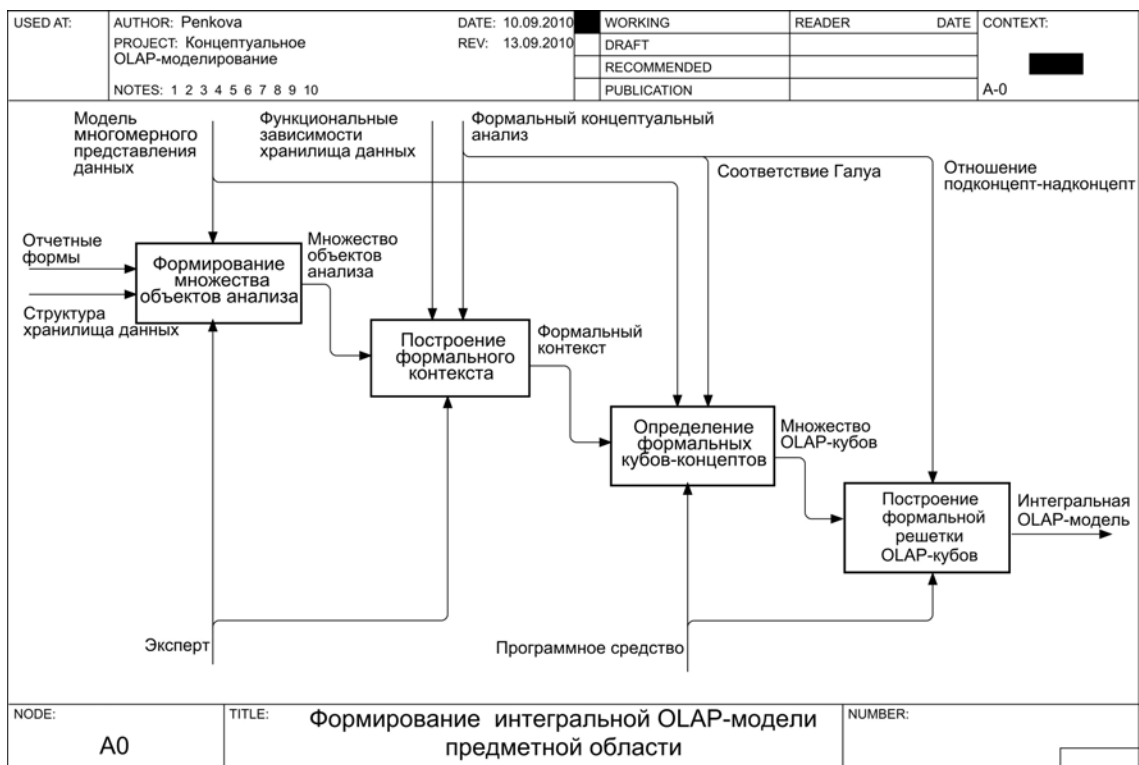 USED AT:
AUTHOR: Penkova
DATE: 10.09.2010
WORKING
READER
DATE
CONTEXT:
PROJECT: Концептуальное
REV: 13.09.2010
DRAFT
OLAP-моделирование
RECOMMENDED
NOTES: 1 2 3 4 5 6 7 8 9 10
PUBLICATION
A-0
Модель
многомерного
представления
данных
Функциональные
зависимости
хранилища данных
Формальный концептуальный
анализ
Соответствие Галуа
Отношение
подконцепт-надконцепт
Отчетные
формы
Структура
хранилища данных
Формирование
множества
объектов анализа
Множество
объектов
анализа
Построение
формального
контекста
Формальный
контекст
Определение
формальных
кубов-концептов
Множество
OLAP-кубов
Построение
формальной
решетки
OLAP-кубов
Интегральная
OLAP-модель
Эксперт
Программное средство
NODE:
A0
TITLE:
Формирование интегральной OLAP-модели
предметной области
NUMBER: